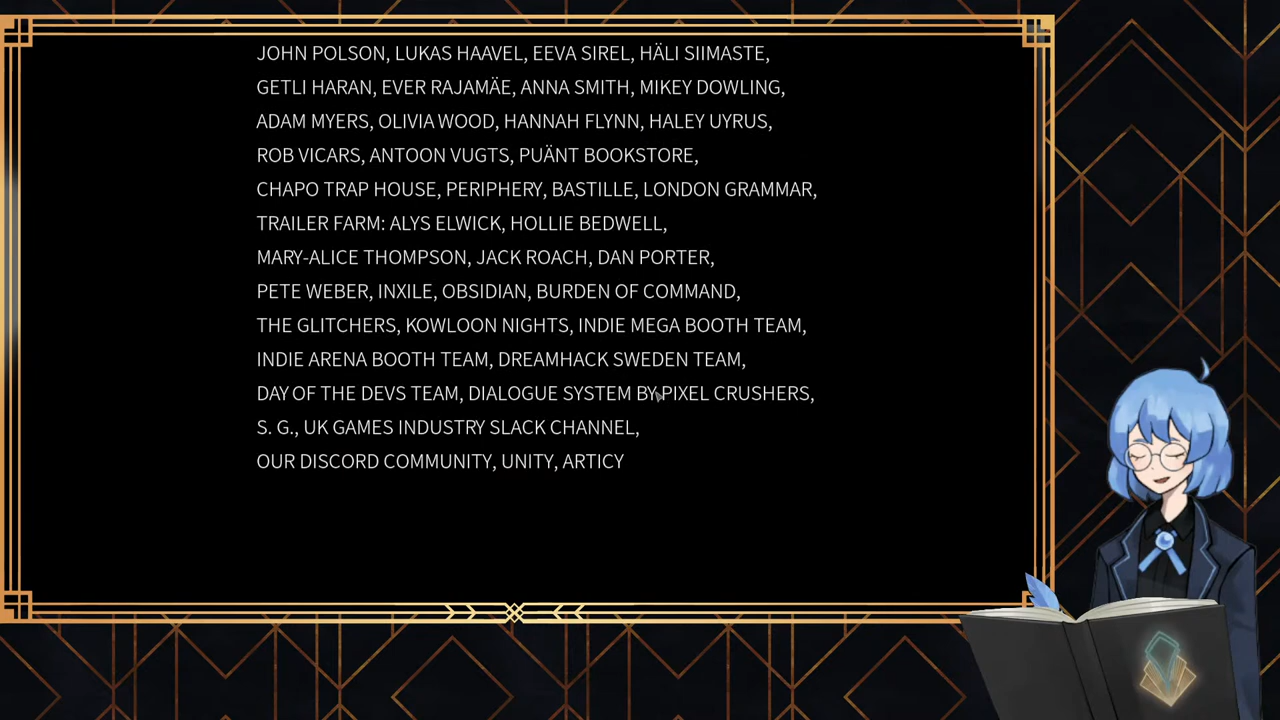 JOHN POLSON, LUKAS HAAVEL, EEVA SIREL, HÄLI SIIMASTE,
GETLI HARAN, EVER RAJAMÄE, ANNA SMITH, MIKEY DOWLING,
ADAM MYERS, OLIVIA WOOD, HANNAH FLYNN, HALEY UYRUS,
ROB VICARS, ANTOON VUGTS, PUÄNT BOOKSTORE,
CHAPO TRAP HOUSE, PERIPHERY, BASTILLE, LONDON GRAMMAR,
TRAILER FARM: ALYS ELWICK, HOLLIE BEDWELL,
MARY-ALICE THOMPSON, JACK ROACH, DAN PORTER,
PETE WEBER, INXILE, OBSIDIAN, BURDEN OF COMMAND,
THE GLITCHERS, KOWLOON NIGHTS, INDIE MEGA BOOTH TEAM,
INDIE ARENA BOOTH TEAM, DREAMHACK SWEDEN TEAM,
DAY OF THE DEVS TEAM, DIALOGUE SYSTEM BY PIXEL CRUSHERS,
S. G., UK GAMES INDUSTRY SLACK CHANNEL,
OUR DISCORD COMMUNITY, UNITY, ARTICY